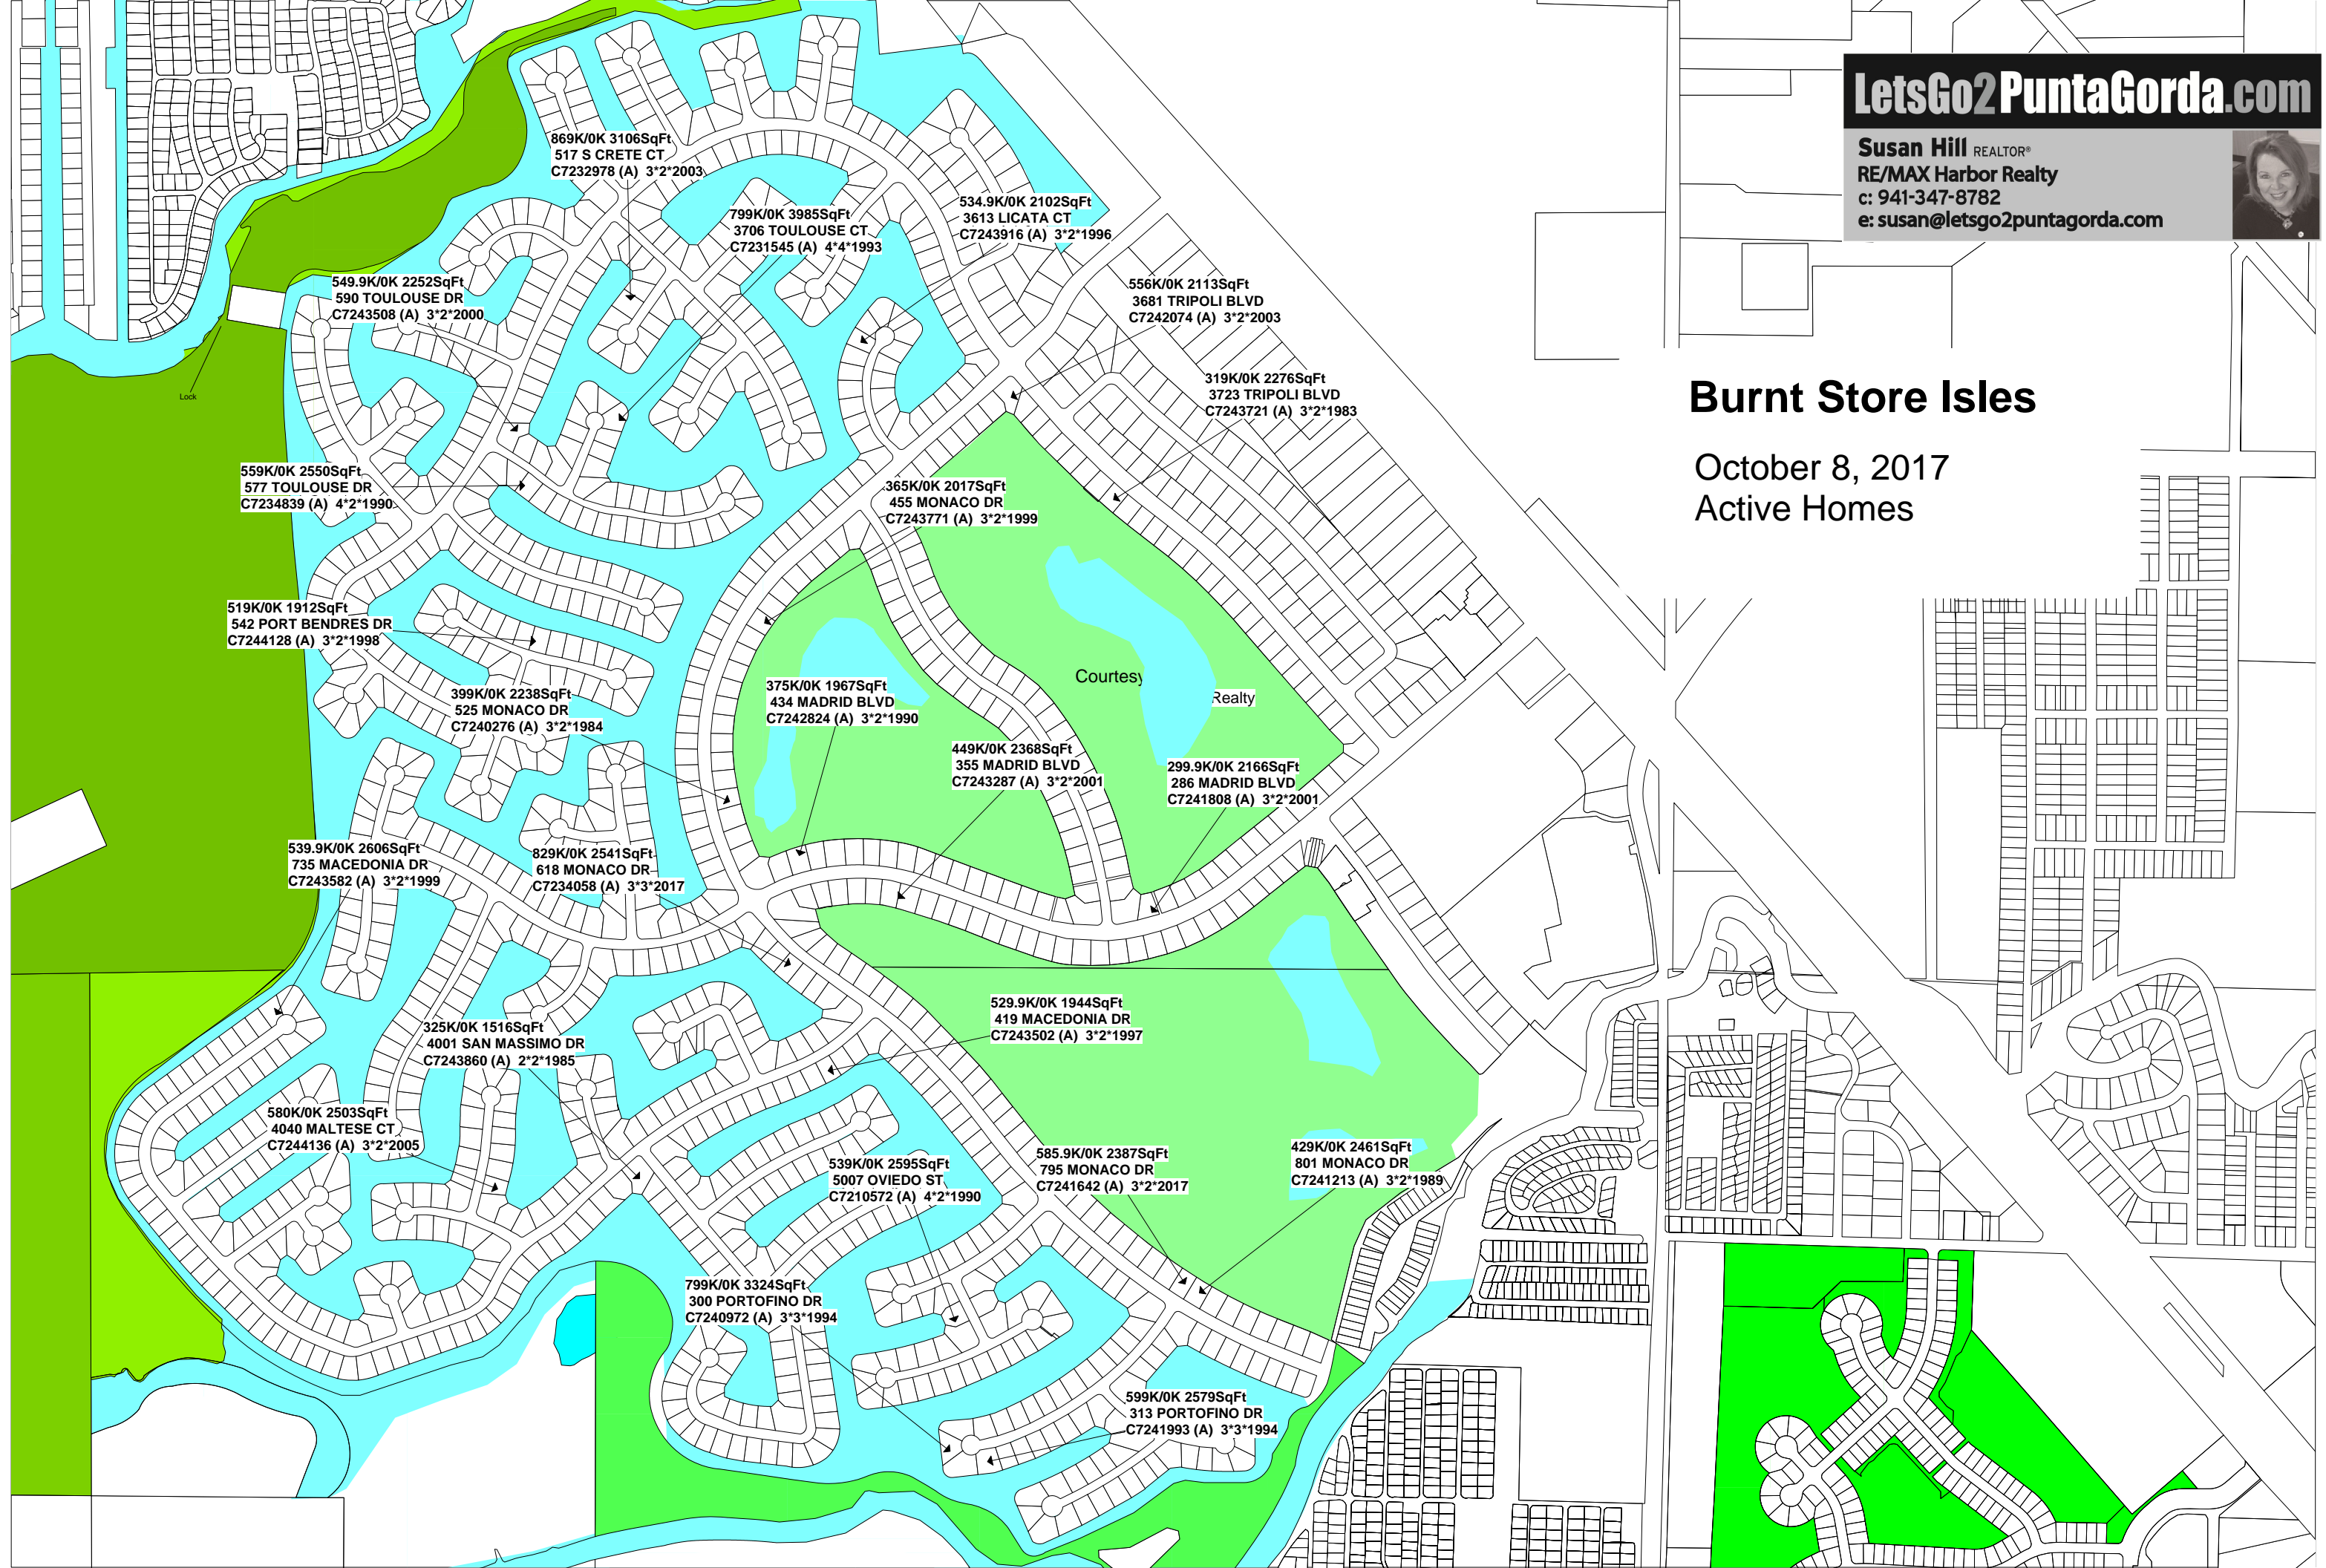 LetsGo2PuntaGorda.com
Susan Hill REALTOR®
RE/MAX Harbor Realty
c: 941-347-8782
e: susan@letsgo2puntagorda.com
Burnt Store Isles
October 8, 2017
Active Homes
869K/0K 3106SqFt
517 S CRETE CT
C7232978 (A) 3*2*2003
799K/0K 3985SqFt
3706 TOULOUSE CT
C7231545 (A) 4*4*1993
534.9K/0K 2102SqFt
3613 LICATA CT
C7243916 (A) 3*2*1996
549.9K/0K 2252SqFt
590 TOULOUSE DR
C7243508 (A) 3*2*2000
556K/0K 2113SqFt
3681 TRIPOLI BLVD
C7242074 (A) 3*2*2003
Lock
319K/0K 2276SqFt
3723 TRIPOLI BLVD
C7243721 (A) 3*2*1983
559K/0K 2550SqFt
577 TOULOUSE DR
C7234839 (A) 4*2*1990
365K/0K 2017SqFt
455 MONACO DR
C7243771 (A) 3*2*1999
519K/0K 1912SqFt
542 PORT BENDRES DR
C7244128 (A) 3*2*1998
Courtesy Realty
399K/0K 2238SqFt
525 MONACO DR
C7240276 (A) 3*2*1984
375K/0K 1967SqFt
434 MADRID BLVD
C7242824 (A) 3*2*1990
449K/0K 2368SqFt
355 MADRID BLVD
C7243287 (A) 3*2*2001
299.9K/0K 2166SqFt
286 MADRID BLVD
C7241808 (A) 3*2*2001
539.9K/0K 2606SqFt
735 MACEDONIA DR
C7243582 (A) 3*2*1999
829K/0K 2541SqFt
618 MONACO DR
C7234058 (A) 3*3*2017
529.9K/0K 1944SqFt
419 MACEDONIA DR
C7243502 (A) 3*2*1997
325K/0K 1516SqFt
4001 SAN MASSIMO DR
C7243860 (A) 2*2*1985
580K/0K 2503SqFt
4040 MALTESE CT
C7244136 (A) 3*2*2005
539K/0K 2595SqFt
5007 OVIEDO ST
C7210572 (A) 4*2*1990
585.9K/0K 2387SqFt
795 MONACO DR
C7241642 (A) 3*2*2017
429K/0K 2461SqFt
801 MONACO DR
C7241213 (A) 3*2*1989
799K/0K 3324SqFt
300 PORTOFINO DR
C7240972 (A) 3*3*1994
599K/0K 2579SqFt
313 PORTOFINO DR
C7241993 (A) 3*3*1994